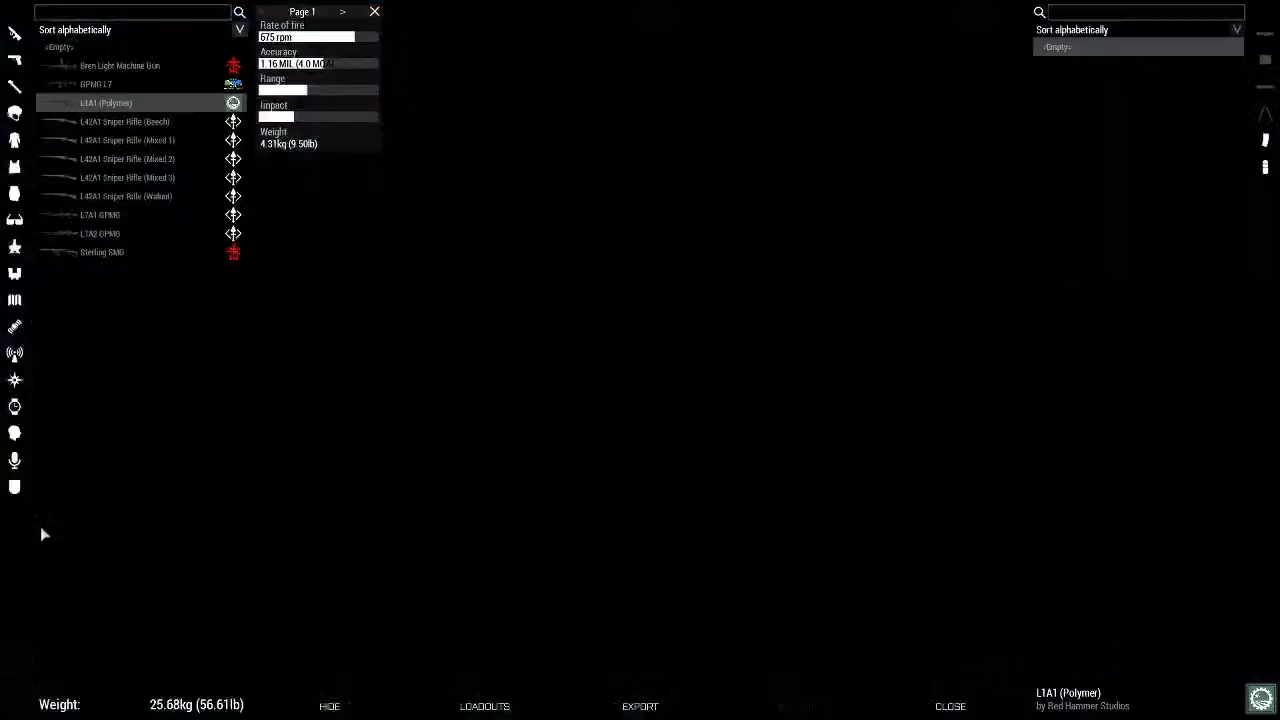 Sort alphabetically
<Empty>
Bren Light Machine Gun
GPMG L7
L1A1 (Polymer)
L42A1 Sniper Rifle (Beech)
L42A1 Sniper Rifle (Mixed 1)
L42A1 Sniper Rifle (Mixed 2)
L42A1 Sniper Rifle (Mixed 3)
L42A1 Sniper Rifle (Walnut)
L7A1 GPMG
L7A2 GPMG
Sterling SMG
Page 1 >
Rate of fire
675 rpm
Accuracy
1.16 MIL (4.0 MOA)
Range
Impact
Weight
4.31kg (9.50lb)
Sort alphabetically
<Empty>
Weight: 25.68kg (56.61lb)
HIDE
LOADOUTS
EXPORT
CLOSE
L1A1 (Polymer)
by Red Hammer Studios